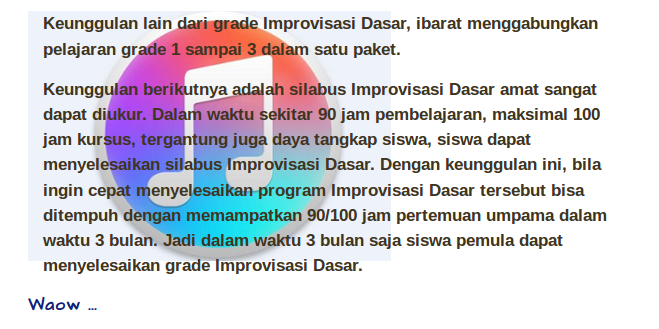 Keunggulan lain dari grade Improvisasi Dasar, ibarat menggabungkan
pelajaran grade 1 sampai 3 dalam satu paket.
Keunggulan berikutnya adalah silabus Improvisasi Dasar amat sangat
dapat diukur. Dalam waktu sekitar 90 jam pembelajaran, maksimal 100
jam kursus, tergantung juga daya tangkap siswa, siswa dapat
menyelesaikan silabus Improvisasi Dasar. Dengan keunggulan ini, bila
ingin cepat menyelesaikan program Improvisasi Dasar tersebut bisa
ditempuh dengan memampatkan 90/100 jam pertemuan umpama dalam
waktu 3 bulan. Jadi dalam waktu 3 bulan saja siswa pemula dapat
menyelesaikan grade Improvisasi Dasar.
Waow ...